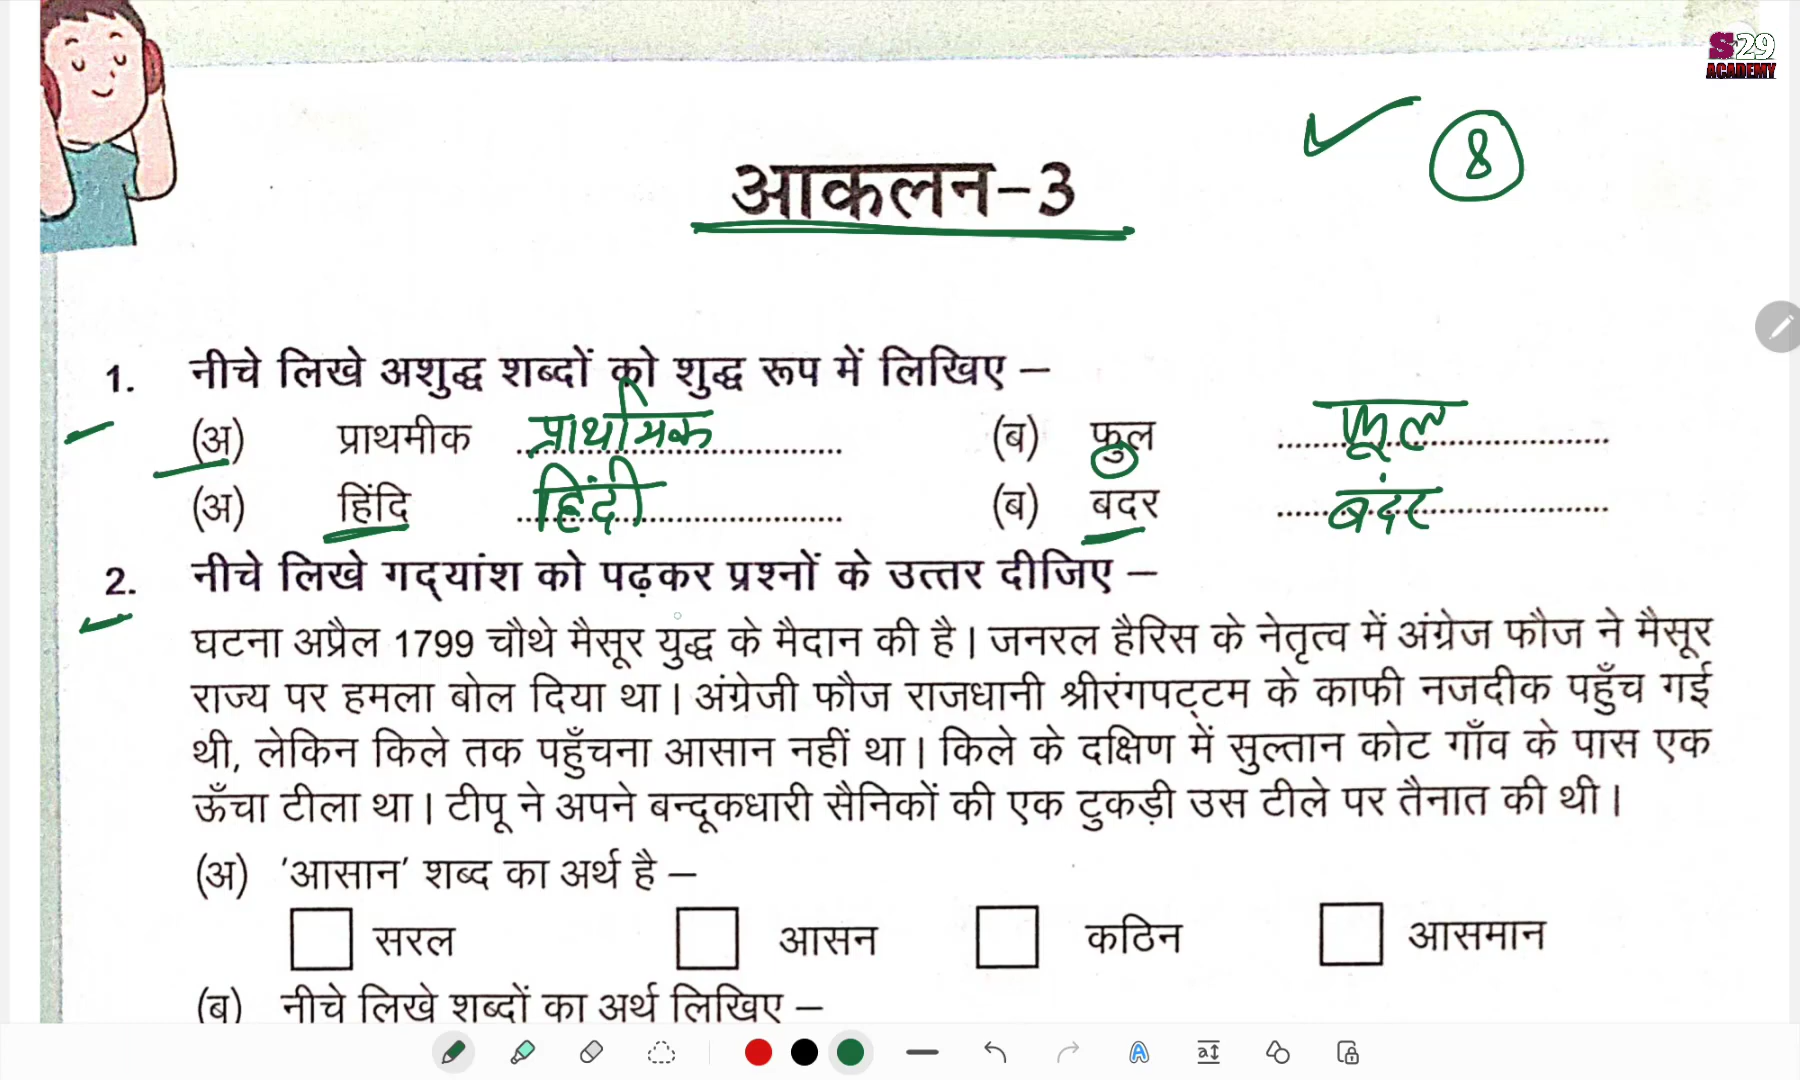 S29
ACADEMY
8
आकलन-3
1. नीचे लिखे अशुद्ध शब्दों को शुद्ध रूप में लिखिए –
(अ) प्राथमीक प्राथमिक (ब) फुल फूल
(अ) हिंदि हिंदी (ब) बदर बंदर
2. नीचे लिखे गद्‌यांश को पढ़कर प्रश्नों के उत्तर दीजिए –
घटना अप्रैल 1799 चौथे मैसूर युद्ध के मैदान की है। जनरल हैरिस के नेतृत्व में अंग्रेज फौज ने मैसूर
राज्य पर हमला बोल दिया था। अंग्रेजी फौज राजधानी श्रीरंगपट्‌टम के काफी नजदीक पहुँच गई
थी, लेकिन किले तक पहुँचना आसान नहीं था। किले के दक्षिण में सुल्तान कोट गाँव के पास एक
ऊँचा टीला था। टीपू ने अपने बन्दूकधारी सैनिकों की एक टुकड़ी उस टीले पर तैनात की थी।
(अ) 'आसान' शब्द का अर्थ है –
सरल आसन कठिन आसमान
(ब) नीचे लिखे शब्दों का अर्थ लिखिए –